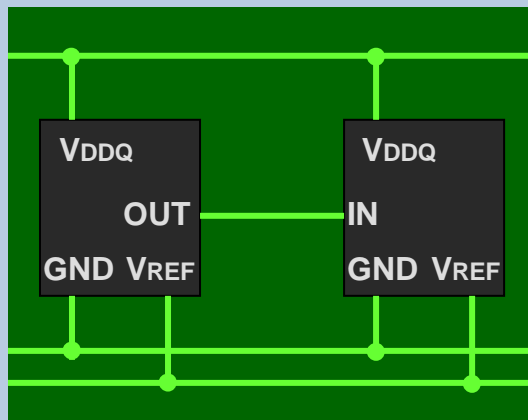 VDDQ
VDDQ
OUT
IN
GND VREF
GND VREF